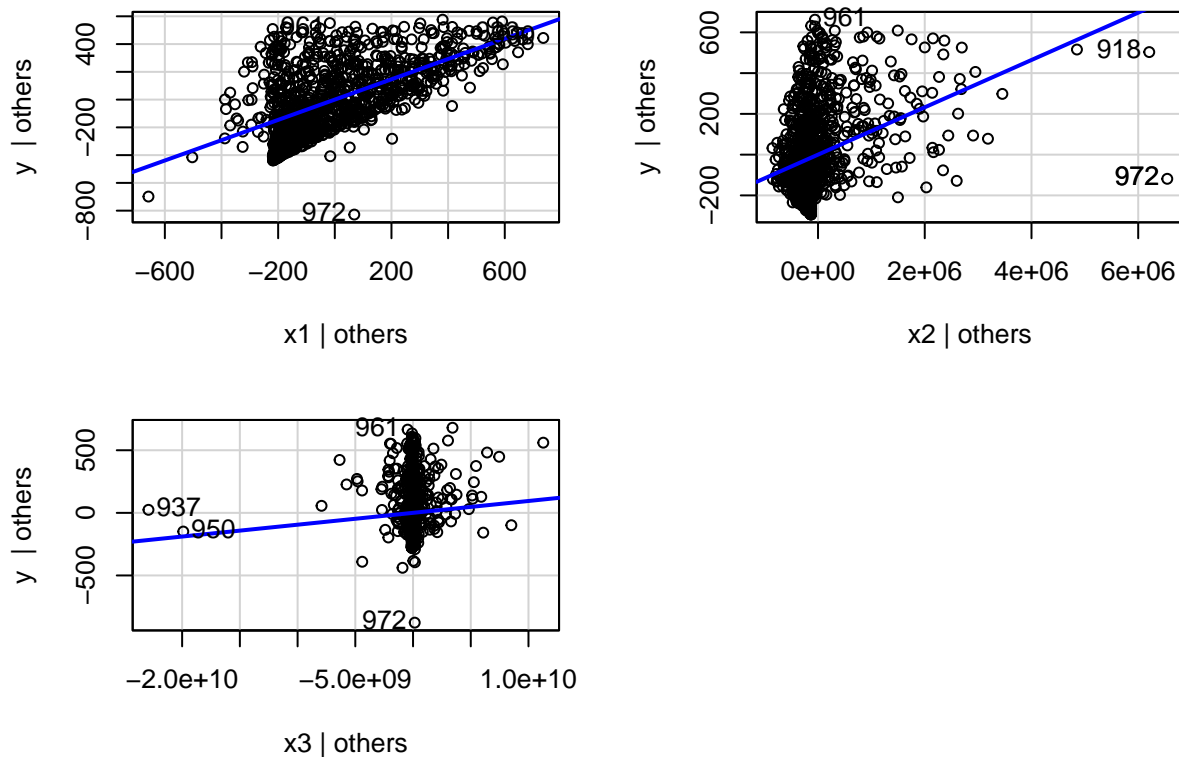 961
400
−200
−800
972
−600
−200
200
600
x1 | others
y | others
961
918
972
600
200
−200
0e+00
2e+06
4e+06
6e+06
x2 | others
y | others
961
937
950
972
500
0
−500
−2.0e+10
−5.0e+09
1.0e+10
x3 | others
y | others